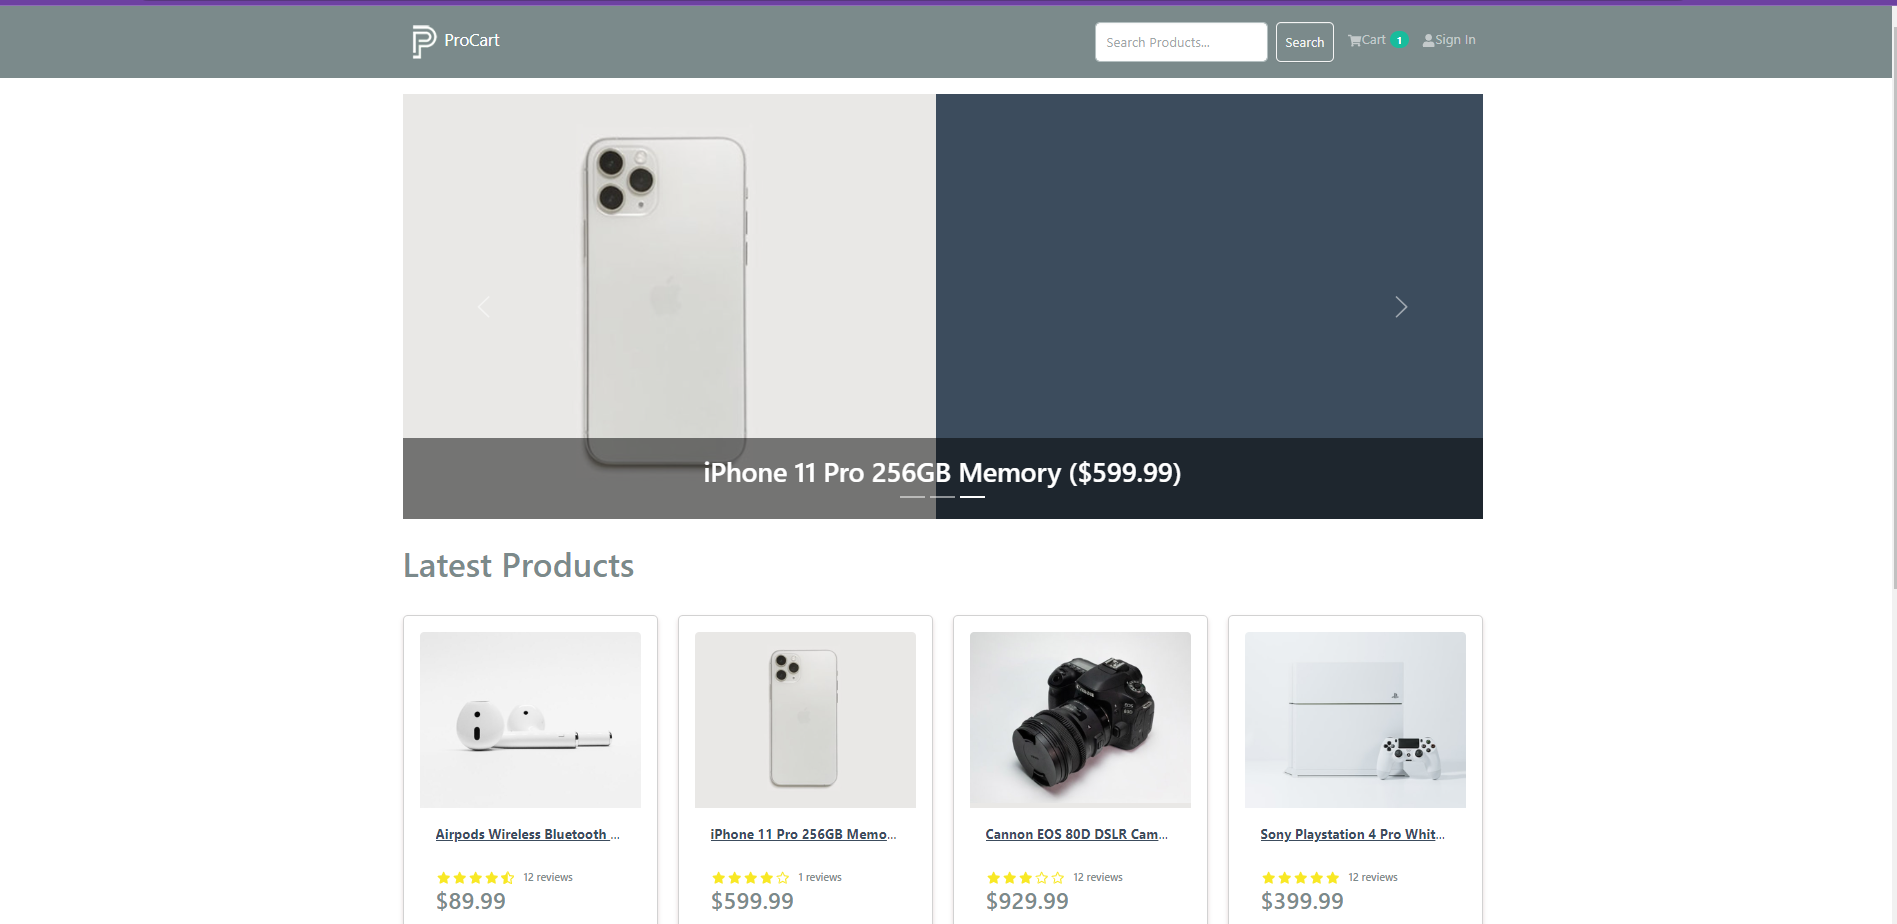 ProCart
Search Products...
Search
Cart 1
Sign In
iPhone 11 Pro 256GB Memory ($599.99)
Latest Products
Airpods Wireless Bluetooth ...
12 reviews
$89.99
iPhone 11 Pro 256GB Memo...
1 reviews
$599.99
Cannon EOS 80D DSLR Cam...
12 reviews
$929.99
Sony Playstation 4 Pro Whit...
12 reviews
$399.99